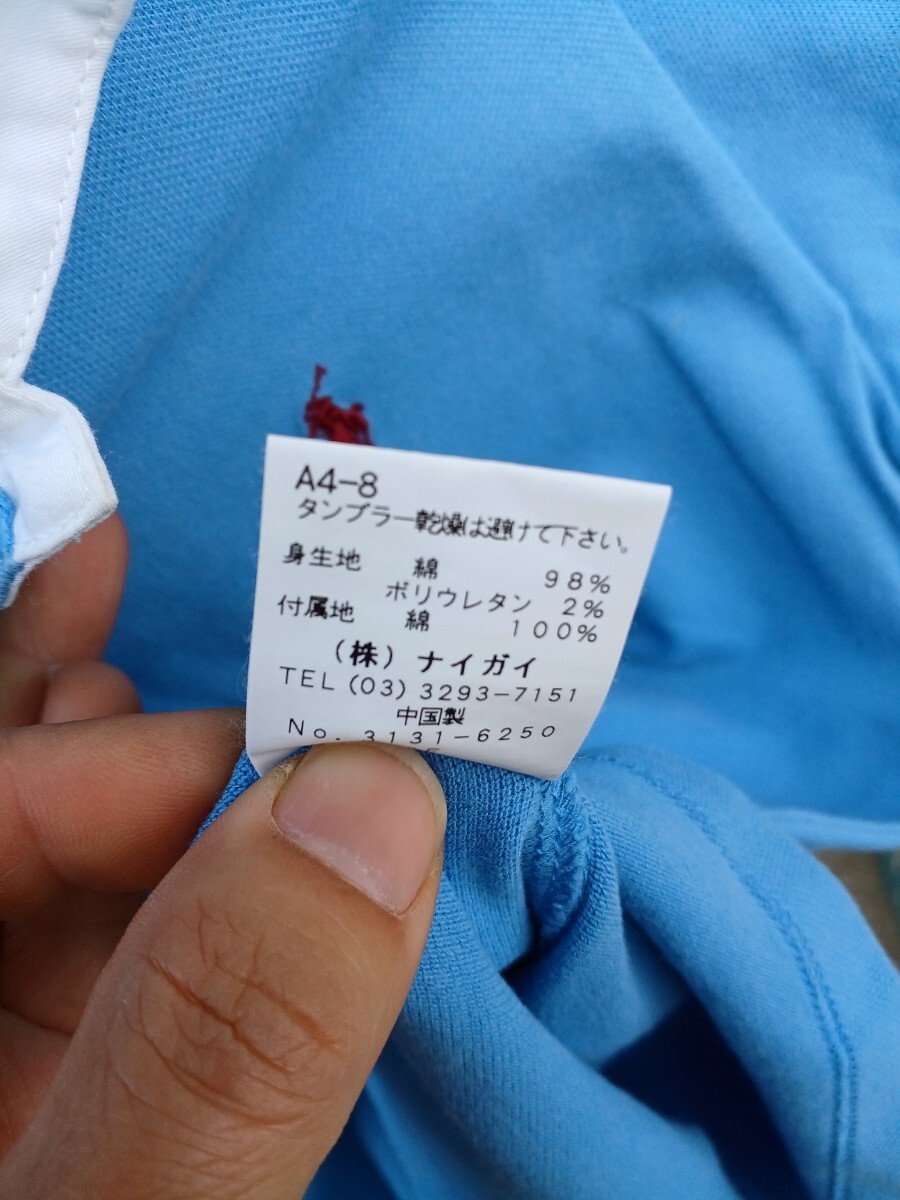 A4-8
タンブラー乾燥は避けて下さい。
身生地 綿 98%
ポリウレタン 2%
付属地 綿 100%
(株) ナイガイ
TEL (03) 3293-7151
中国製
No. 3131-6250